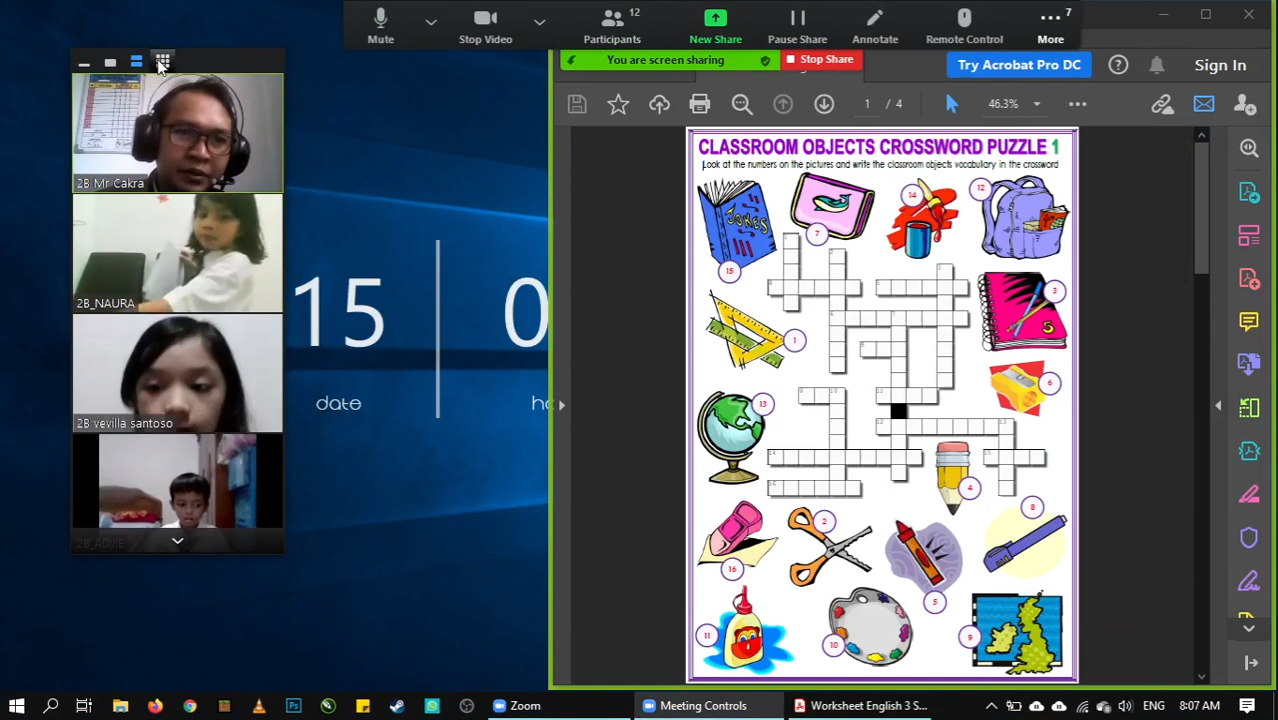 12
7
Mute
Stop Video
Participants
New Share
Pause Share
Annotate
Remote Control
More
You are screen sharing
Stop Share
Try Acrobat Pro DC
Sign In
1 / 4
46.3%
CLASSROOM OBJECTS CROSSWORD PUZZLE 1
Look at the numbers on the pictures and write the classroom objects vocabulary in the crossword
JOKES
15
7
14
12
1
3
5
13
6
4
16
2
5
8
11
10
9
2B Mr Cakra
2B_NAURA
2B vevilla santoso
2B_ADJIE
15
0
date
h
Zoom
Meeting Controls
Worksheet English 3 S...
ENG
8:07 AM